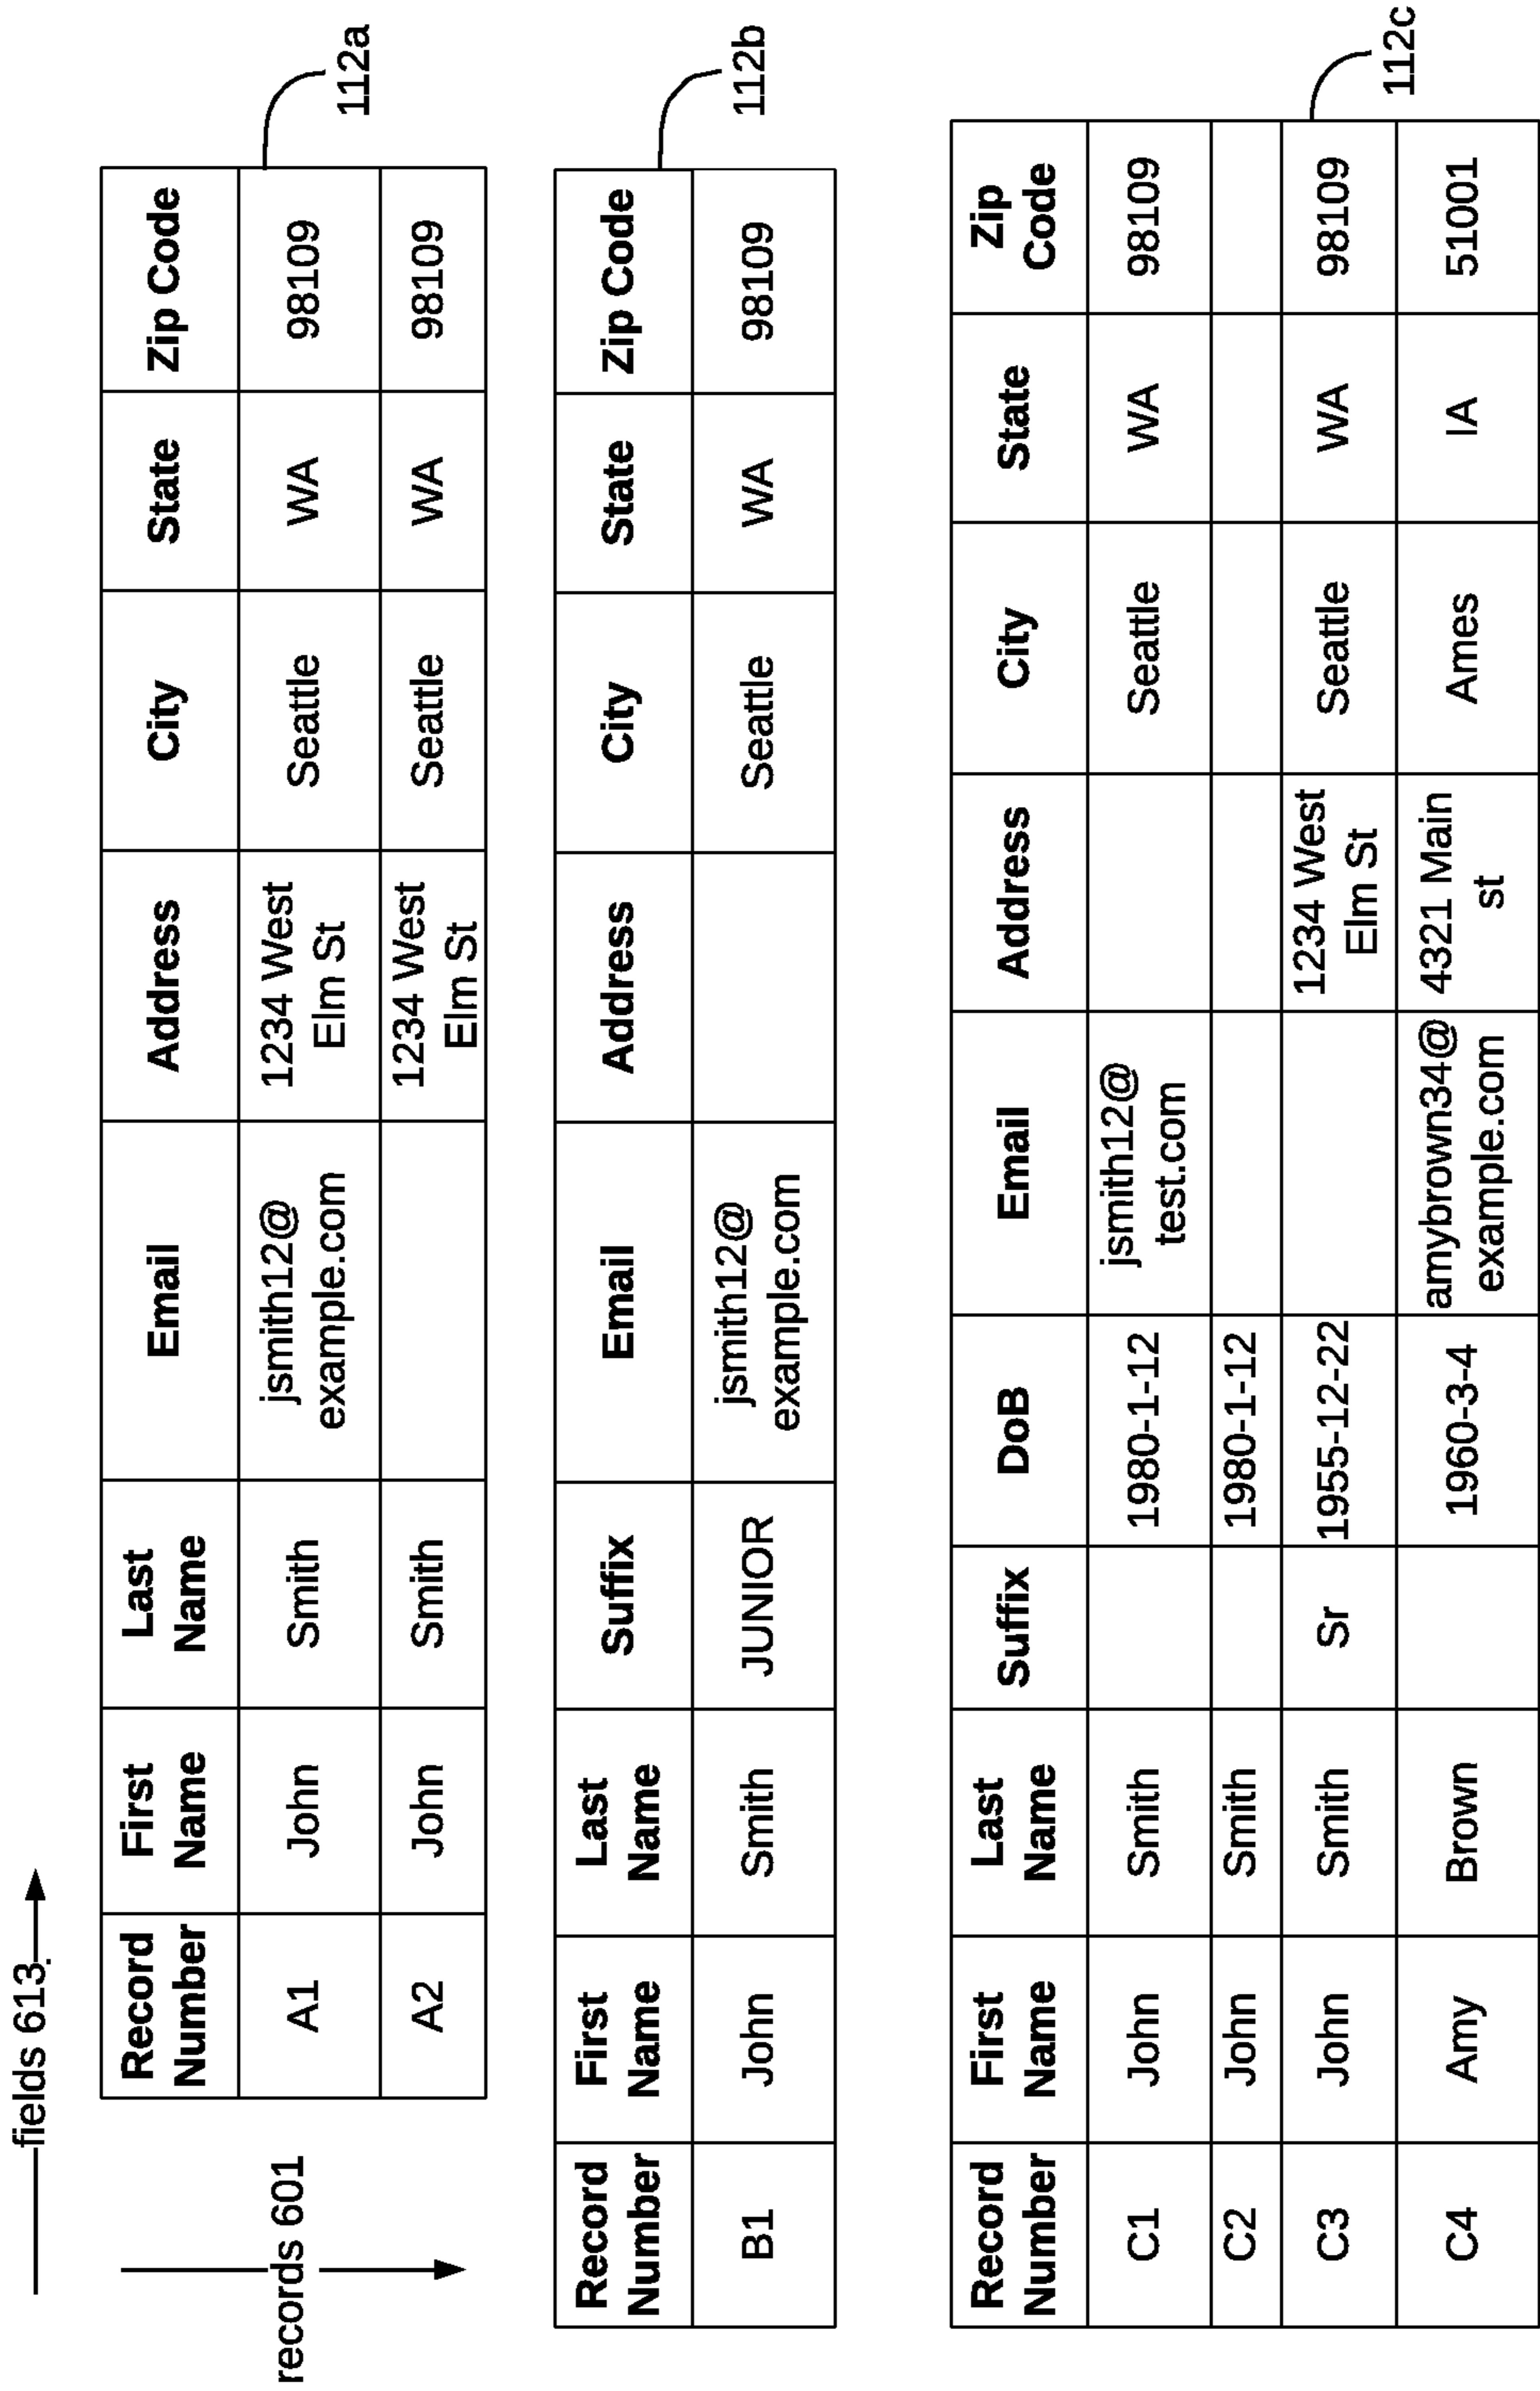 fields 613
records 601
Record Number First Name Last Name Email Address City State Zip Code
A1 John Smith jsmith12@example.com 1234 West Elm St Seattle WA 98109
A2 John Smith 1234 West Elm St Seattle WA 98109
112a
Record Number First Name Last Name Suffix Email Address City State Zip Code
B1 John Smith JUNIOR jsmith12@example.com Seattle WA 98109
112b
Record Number First Name Last Name Suffix DoB Email Address City State Zip Code
C1 John Smith 1980-1-12 jsmith12@test.com Seattle WA 98109
C2 John Smith 1980-1-12
C3 John Smith Sr 1955-12-22 1234 West Elm St Seattle WA 98109
C4 Amy Brown 1960-3-4 amybrown34@example.com 4321 Main st Ames IA 51001
112c